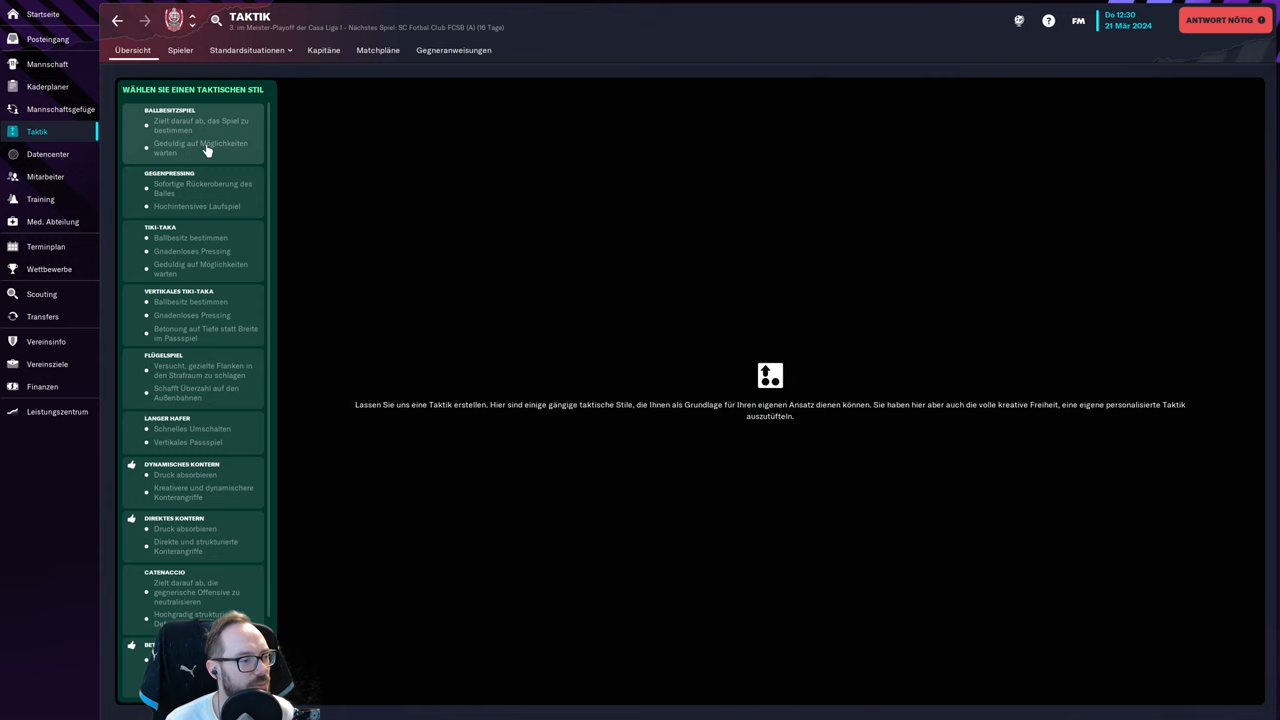 Startseite
Posteingang
Mannschaft
Kaderplaner
Mannschaftsgefüge
Taktik
Datencenter
Mitarbeiter
Training
Med. Abteilung
Terminplan
Wettbewerbe
Scouting
Transfers
Vereinsinfo
Vereinsziele
Finanzen
Leistungszentrum
TAKTIK
3. im Meister-Playoff der Casa Liga I - Nächstes Spiel: SC Fotbal Club FCSB (A) (16 Tage)
FM
Do 12:30
21 Mär 2024
ANTWORT NÖTIG
Übersicht
Spieler
Standardsituationen
Kapitäne
Matchpläne
Gegneranweisungen
WÄHLEN SIE EINEN TAKTISCHEN STIL
BALLBESITZSPIEL
Zielt darauf ab, das Spiel zu
bestimmen
Geduldig auf Möglichkeiten
warten
GEGENPRESSING
Sofortige Rückeroberung des
Balles
Hochintensives Laufspiel
TIKI-TAKA
Ballbesitz bestimmen
Gnadenloses Pressing
Geduldig auf Möglichkeiten
warten
VERTIKALES TIKI-TAKA
Ballbesitz bestimmen
Gnadenloses Pressing
Betonung auf Tiefe statt Breite
im Passspiel
FLÜGELSPIEL
Versucht, gezielte Flanken in
den Strafraum zu schlagen
Schafft Überzahl auf den
Außenbahnen
LANGER HAFER
Schnelles Umschalten
Vertikales Passspiel
DYNAMISCHES KONTERN
Druck absorbieren
Kreativere und dynamischere
Konterangriffe
DIREKTES KONTERN
Druck absorbieren
Direkte und strukturierte
Konterangriffe
CATENACCIO
Zielt darauf ab, die
gegnerische Offensive zu
neutralisieren
Hochgradig
Lassen Sie uns eine Taktik erstellen. Hier sind einige gängige taktische Stile, die Ihnen als Grundlage für Ihren eigenen Ansatz dienen können. Sie haben hier aber auch die volle kreative Freiheit, eine eigene personalisierte Taktik
auszutüfteln.